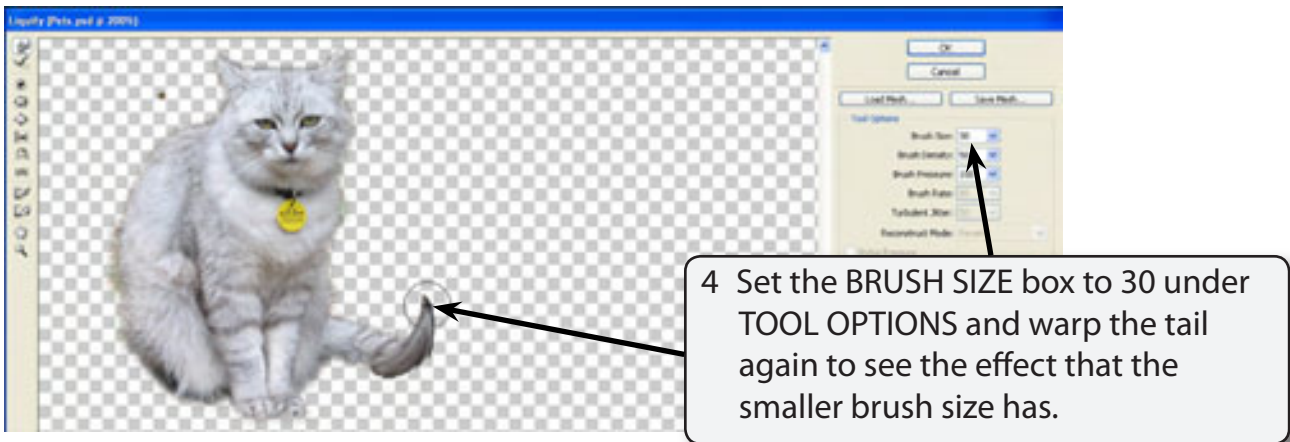 Liquify (Pets.psd @ 200%)
OK
Cancel
Load Mesh... Save Mesh...
Tool Options
Brush Size:
Brush Density:
Brush Pressure:
Brush Rate:
Turbulent Jitter:
Reconstruct Mode:
4 Set the BRUSH SIZE box to 30 under
TOOL OPTIONS and warp the tail
again to see the effect that the
smaller brush size has.